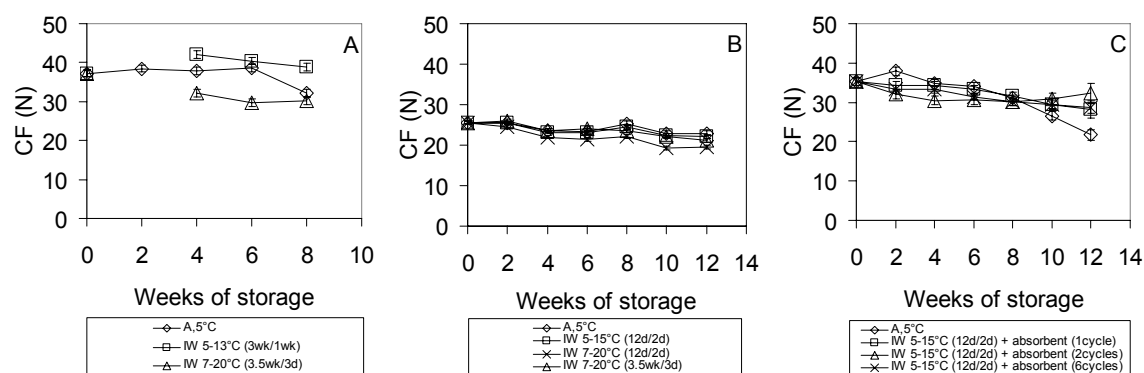 A
CF (N)
50
40
30
20
10
0
0 2 4 6 8 10
Weeks of storage
A,5°C
IW 5-13°C (3wk/1wk)
IW 7-20°C (3.5wk/3d)
B
CF (N)
50
40
30
20
10
0
0 2 4 6 8 10 12 14
Weeks of storage
A,5°C
IW 5-15°C (12d/2d)
IW 7-20°C (12d/2d)
IW 7-20°C (3.5wk/3d)
C
CF (N)
50
40
30
20
10
0
0 2 4 6 8 10 12 14
Weeks of storage
A,5°C
IW 5-15°C (12d/2d) + absorbent (1cycle)
IW 5-15°C (12d/2d) + absorbent (2cycles)
IW 5-15°C (12d/2d) + absorbent (6cycles)